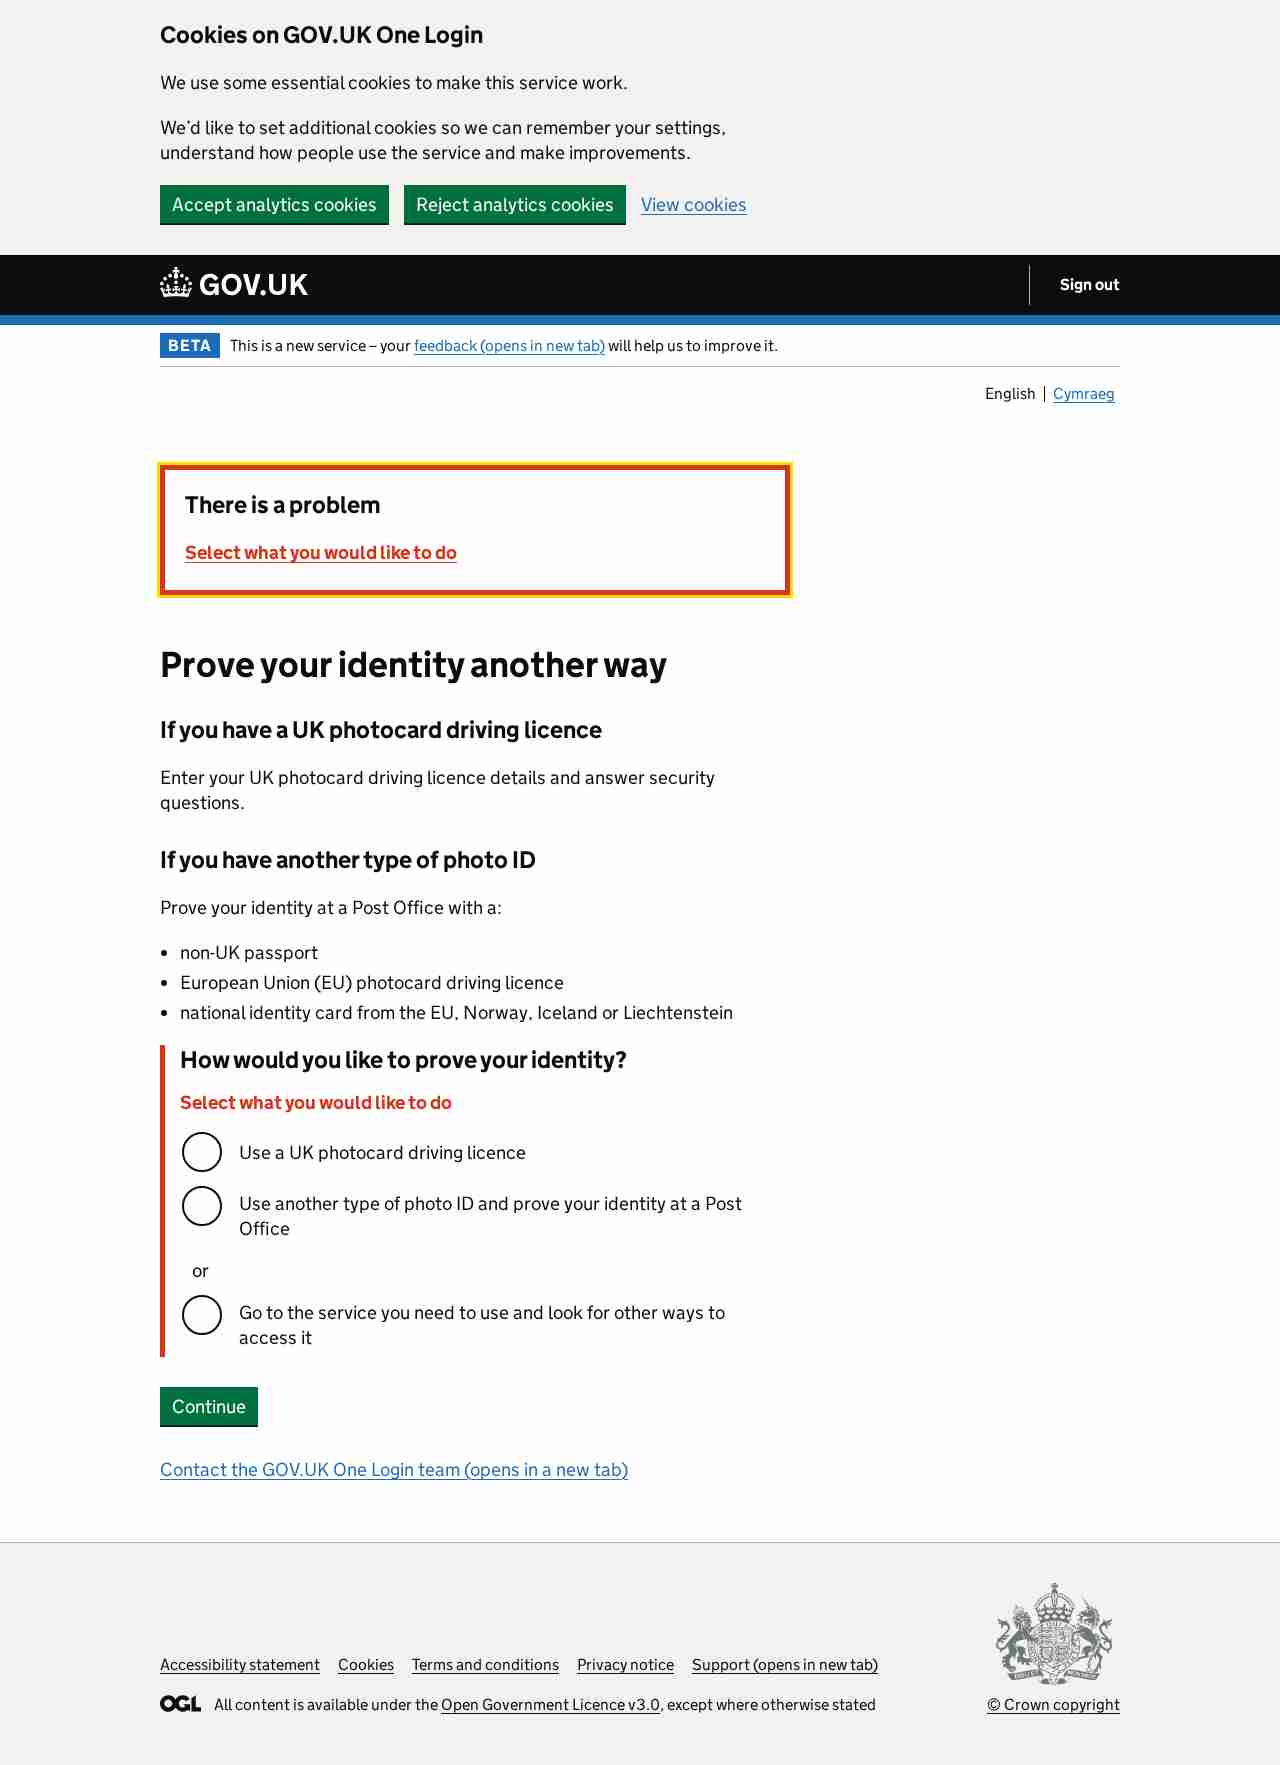 Cookies on GOV.UK One Login
We use some essential cookies to make this service work.
We’d like to set additional cookies so we can remember your settings,
understand how people use the service and make improvements.
Accept analytics cookies Reject analytics cookies View cookies
GOV.UK Sign out
BETA This is a new service – your feedback (opens in new tab) will help us to improve it.
English Cymraeg
There is a problem
Select what you would like to do
Prove your identity another way
If you have a UK photocard driving licence
Enter your UK photocard driving licence details and answer security
questions.
If you have another type of photo ID
Prove your identity at a Post Office with a:
• non-UK passport
• European Union (EU) photocard driving licence
• national identity card from the EU, Norway, Iceland or Liechtenstein
How would you like to prove your identity?
Select what you would like to do
Use a UK photocard driving licence
Use another type of photo ID and prove your identity at a Post
Office
or
Go to the service you need to use and look for other ways to
access it
Continue
Contact the GOV.UK One Login team (opens in a new tab)
Accessibility statement Cookies Terms and conditions Privacy notice Support (opens in new tab)
OGL All content is available under the Open Government Licence v3.0, except where otherwise stated
© Crown copyright